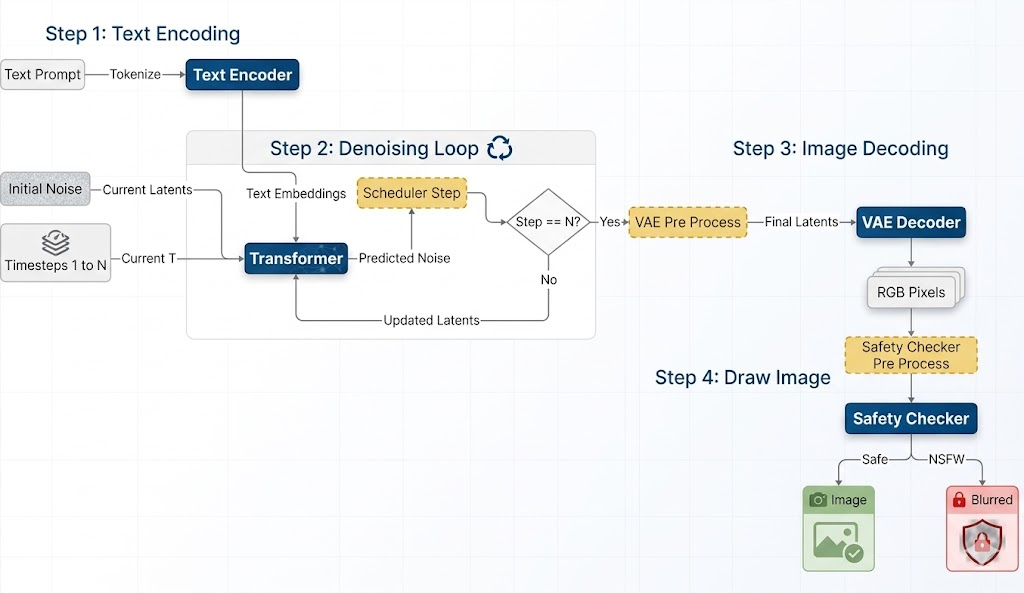 Step 1: Text Encoding
Text Prompt
Tokenize
Text Encoder
Step 2: Denoising Loop
Initial Noise
Current Latents
Text Embeddings
Scheduler Step
Timesteps 1 to N
Current T
Transformer
Predicted Noise
Step == N?
Yes
No
Updated Latents
Step 3: Image Decoding
VAE Pre Process
Final Latents
VAE Decoder
RGB Pixels
Safety Checker
Pre Process
Step 4: Draw Image
Safety Checker
Safe
NSFW
Image
Blurred